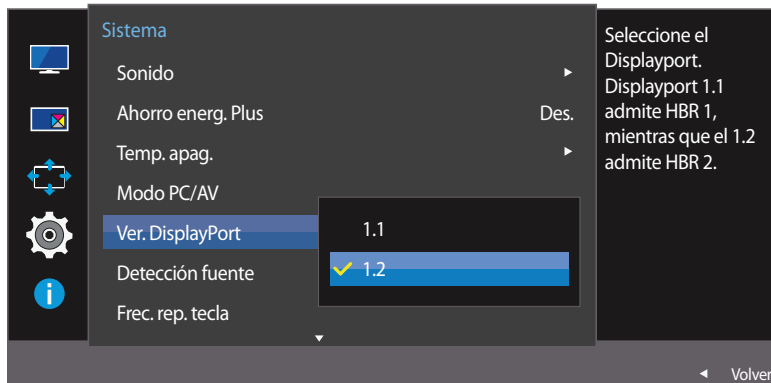 Sistema
Sonido
Ahorro energ. Plus Des.
Temp. apag.
Modo PC/AV
Ver. DisplayPort
Detección fuente
Frec. rep. tecla
1.1
1.2
Seleccione el
Displayport.
Displayport 1.1
admite HBR 1,
mientras que el 1.2
admite HBR 2.
Volver